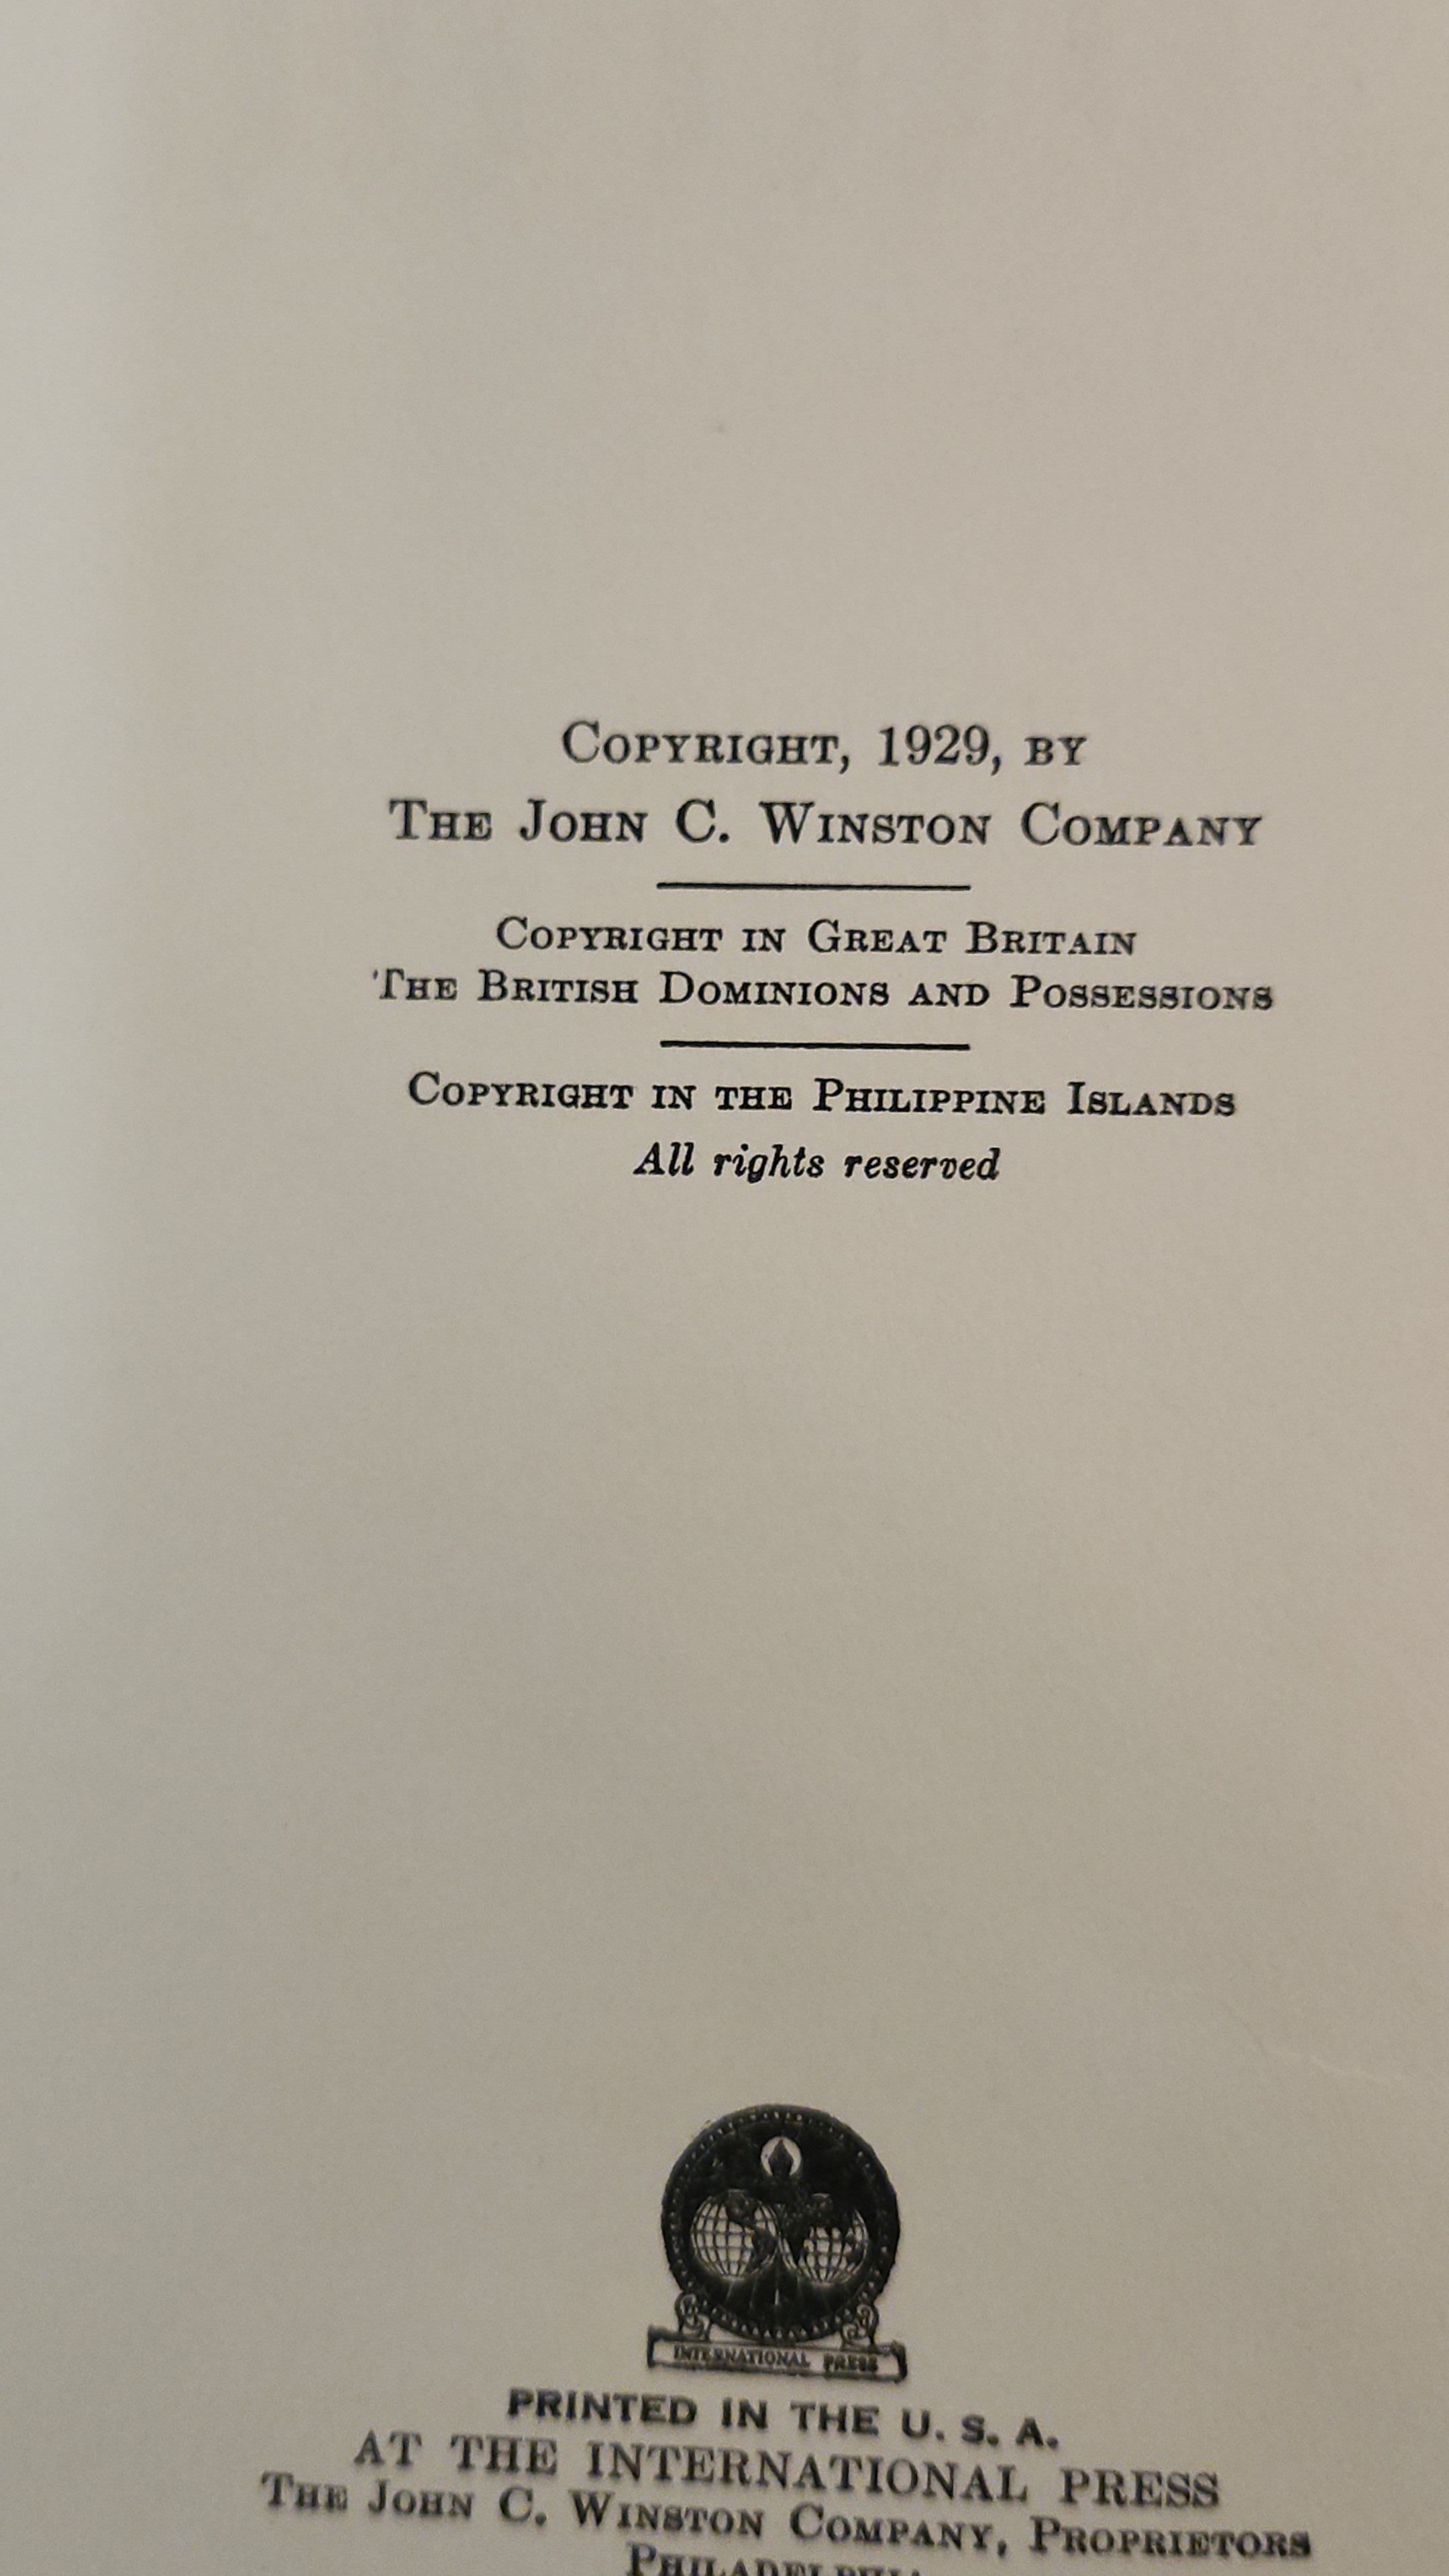 COPYRIGHT, 1929, BY
THE JOHN C. WINSTON COMPANY
COPYRIGHT IN GREAT BRITAIN
THE BRITISH DOMINIONS AND POSSESSIONS
COPYRIGHT IN THE PHILIPPINE ISLANDS
All rights reserved
INTERNATIONAL PRESS
PRINTED IN THE U. S. A.
AT THE INTERNATIONAL PRESS
THE JOHN C. WINSTON COMPANY, PROPRIETORS
PHILADELPHIA